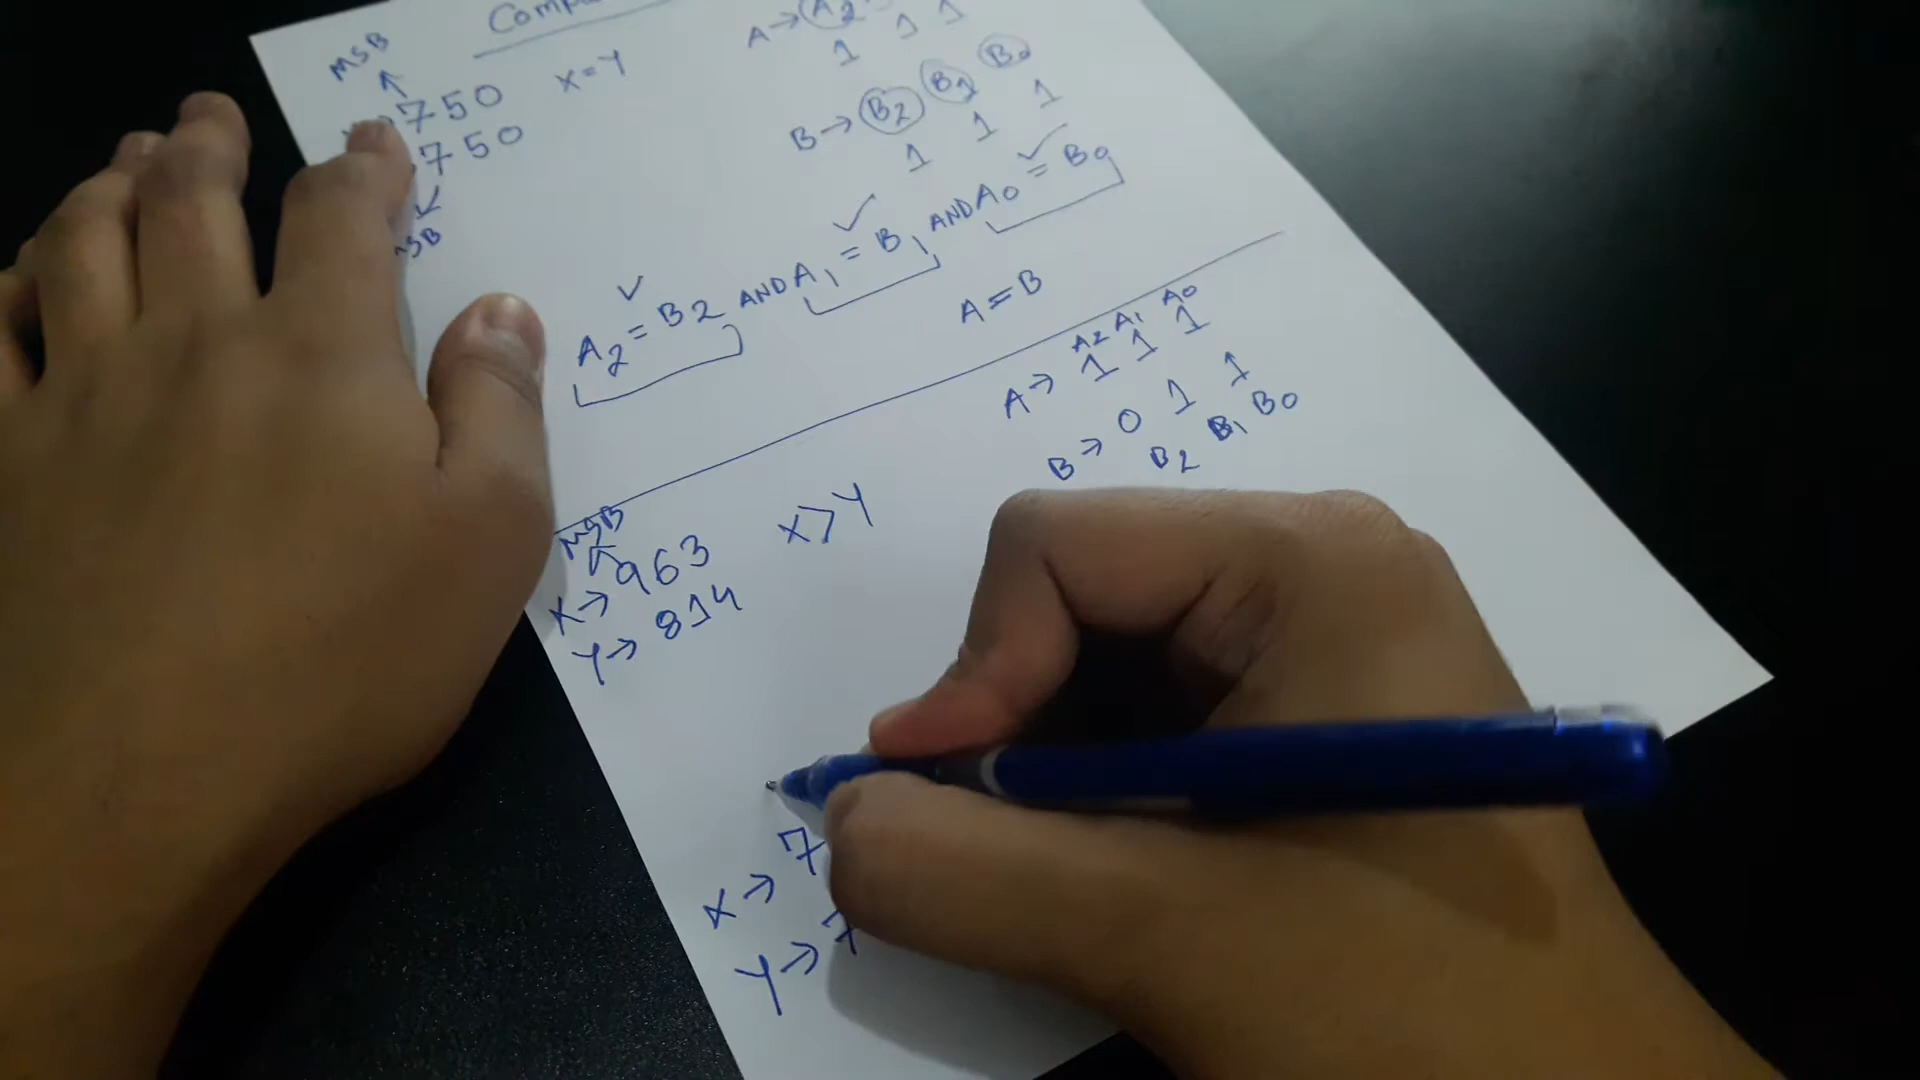 MSB
750
X=Y
750
A→ A2
1 1 1
B→ B2 B1 B0
1 1 1
A2 = B2 AND A1 = B1 AND A0 = B0
A=B
A2 A1 A0
A→ 1 1 1
B→ 0 1 1
B2 B1 B0
MSB
X→ 963
X>Y
Y→ 814
X→ 7
Y→ 7